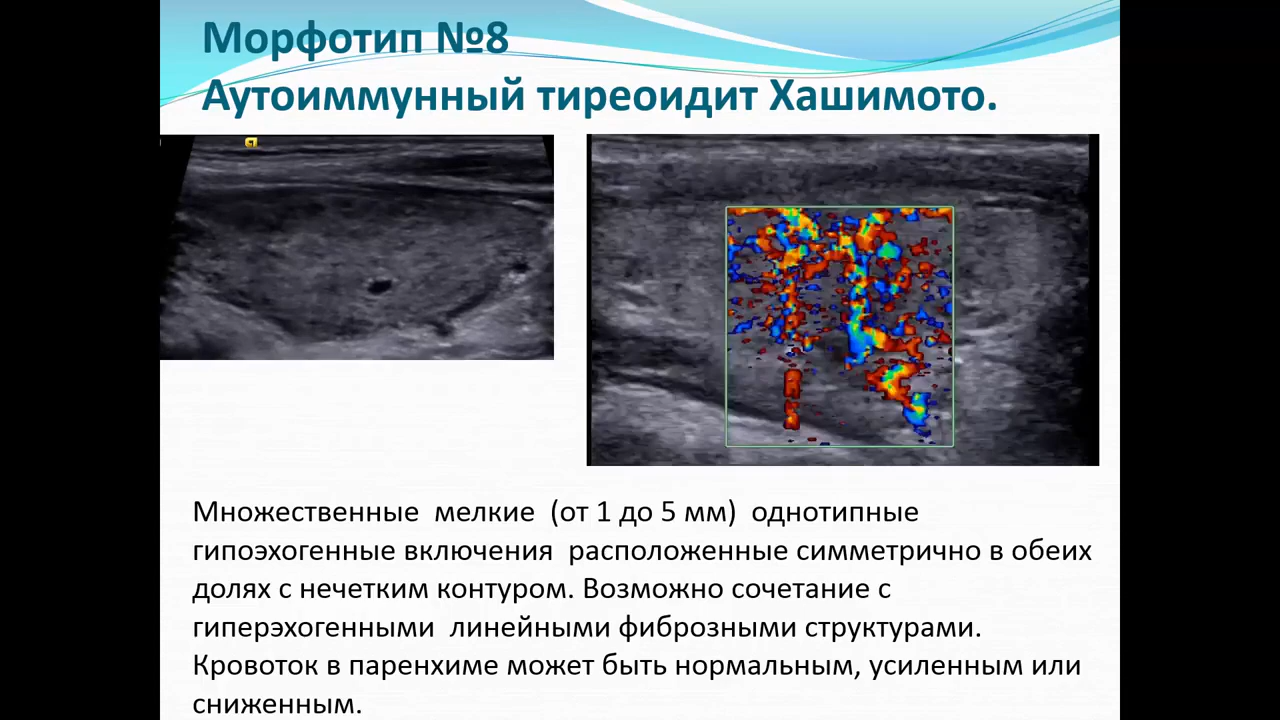 Морфотип №8
Аутоиммунный тиреоидит Хашимото.
Множественные мелкие (от 1 до 5 мм) однотипные
гипоэхогенные включения расположенные симметрично в обеих
долях с нечетким контуром. Возможно сочетание с
гиперэхогенными линейными фиброзными структурами.
Кровоток в паренхиме может быть нормальным, усиленным или
сниженным.